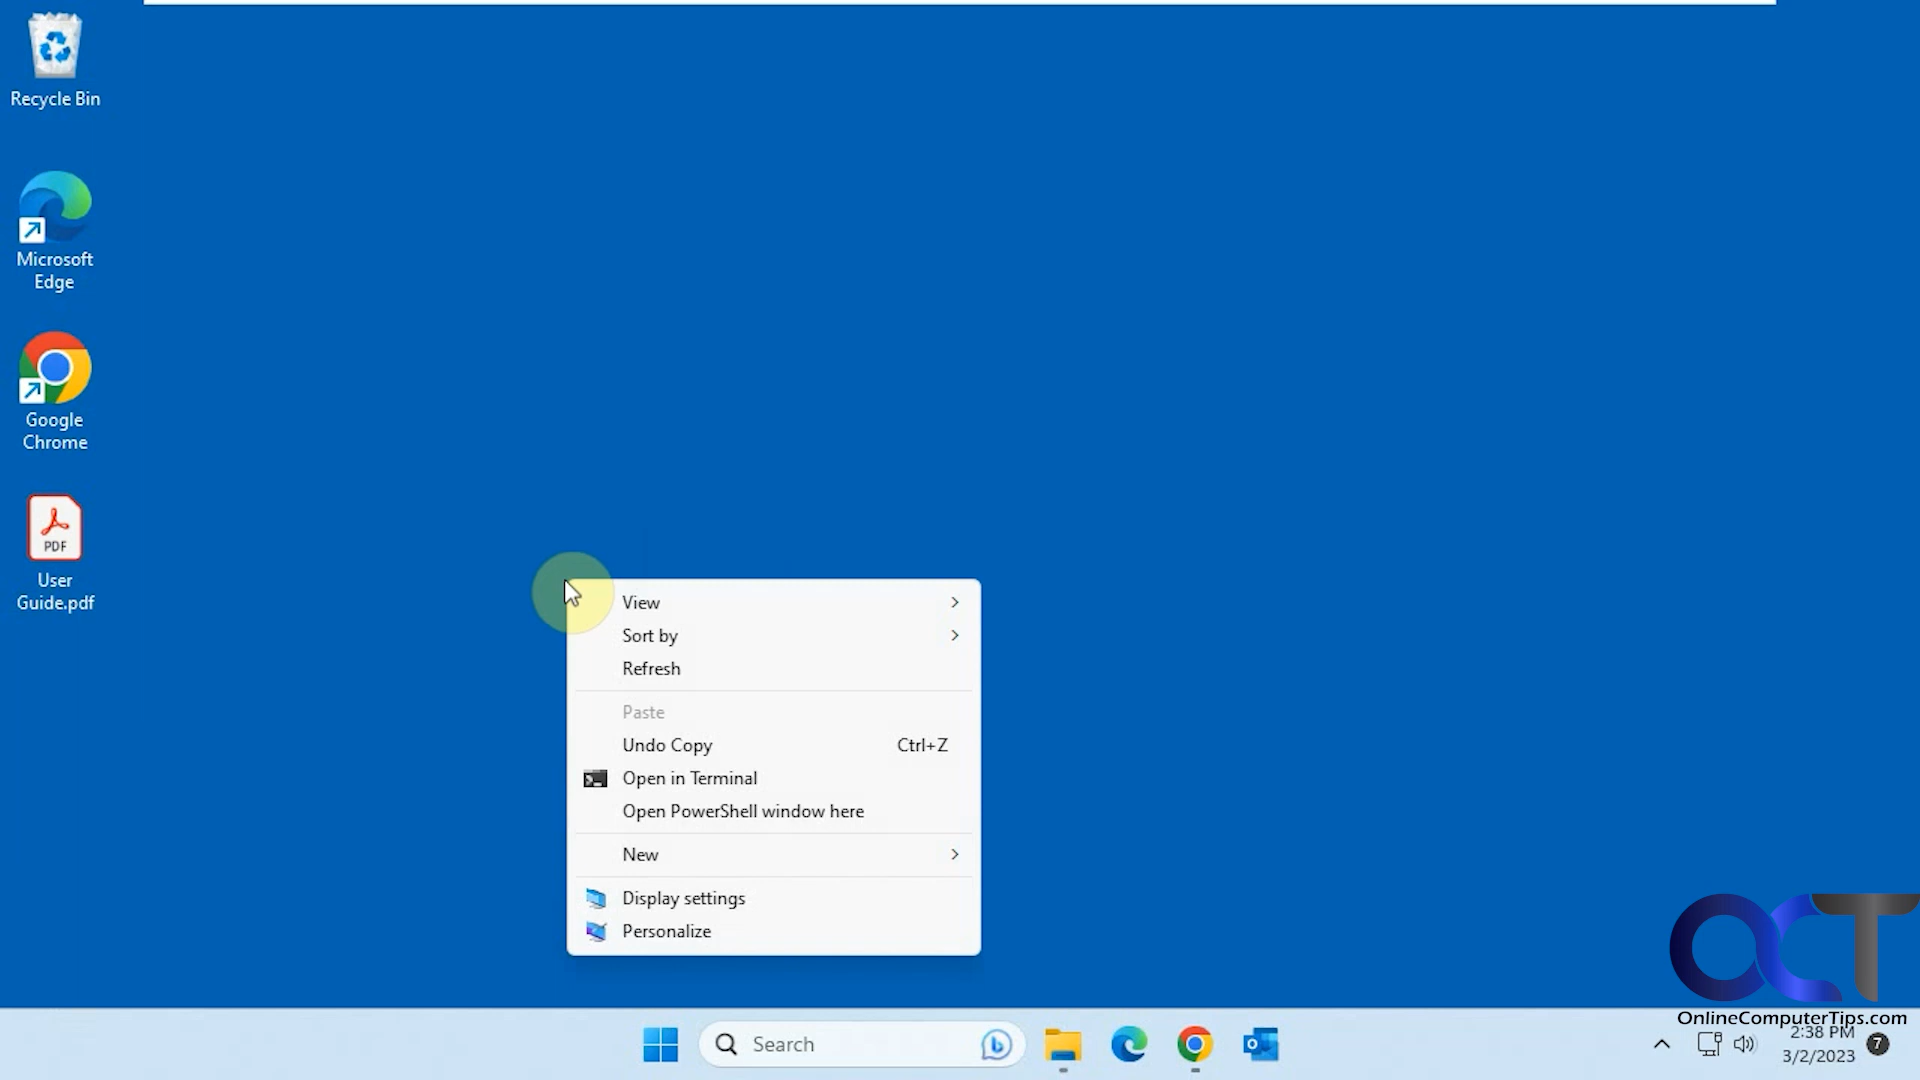 Recycle Bin
Microsoft
Edge
Google
Chrome
PDF
User
Guide.pdf
View
Sort by
Refresh
Paste
Undo Copy Ctrl+Z
Open in Terminal
Open PowerShell window here
New
Display settings
Personalize
OCT
OnlineComputerTips.com
Search
2:38 PM
3/2/2023
7